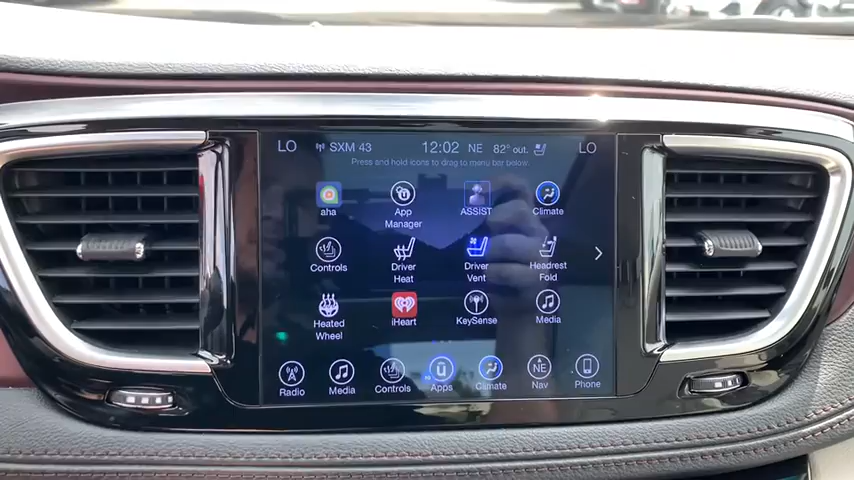 LO SXM 43 12:02 NE 82° out. LO
Press and hold icons to drag to menu bar below.
aha App Manager ASSIST Climate
Controls Driver Heat Driver Vent Headrest Fold
Heated Wheel iHeart KeySense Media
NE
Radio Media Controls Apps Climate Nav Phone